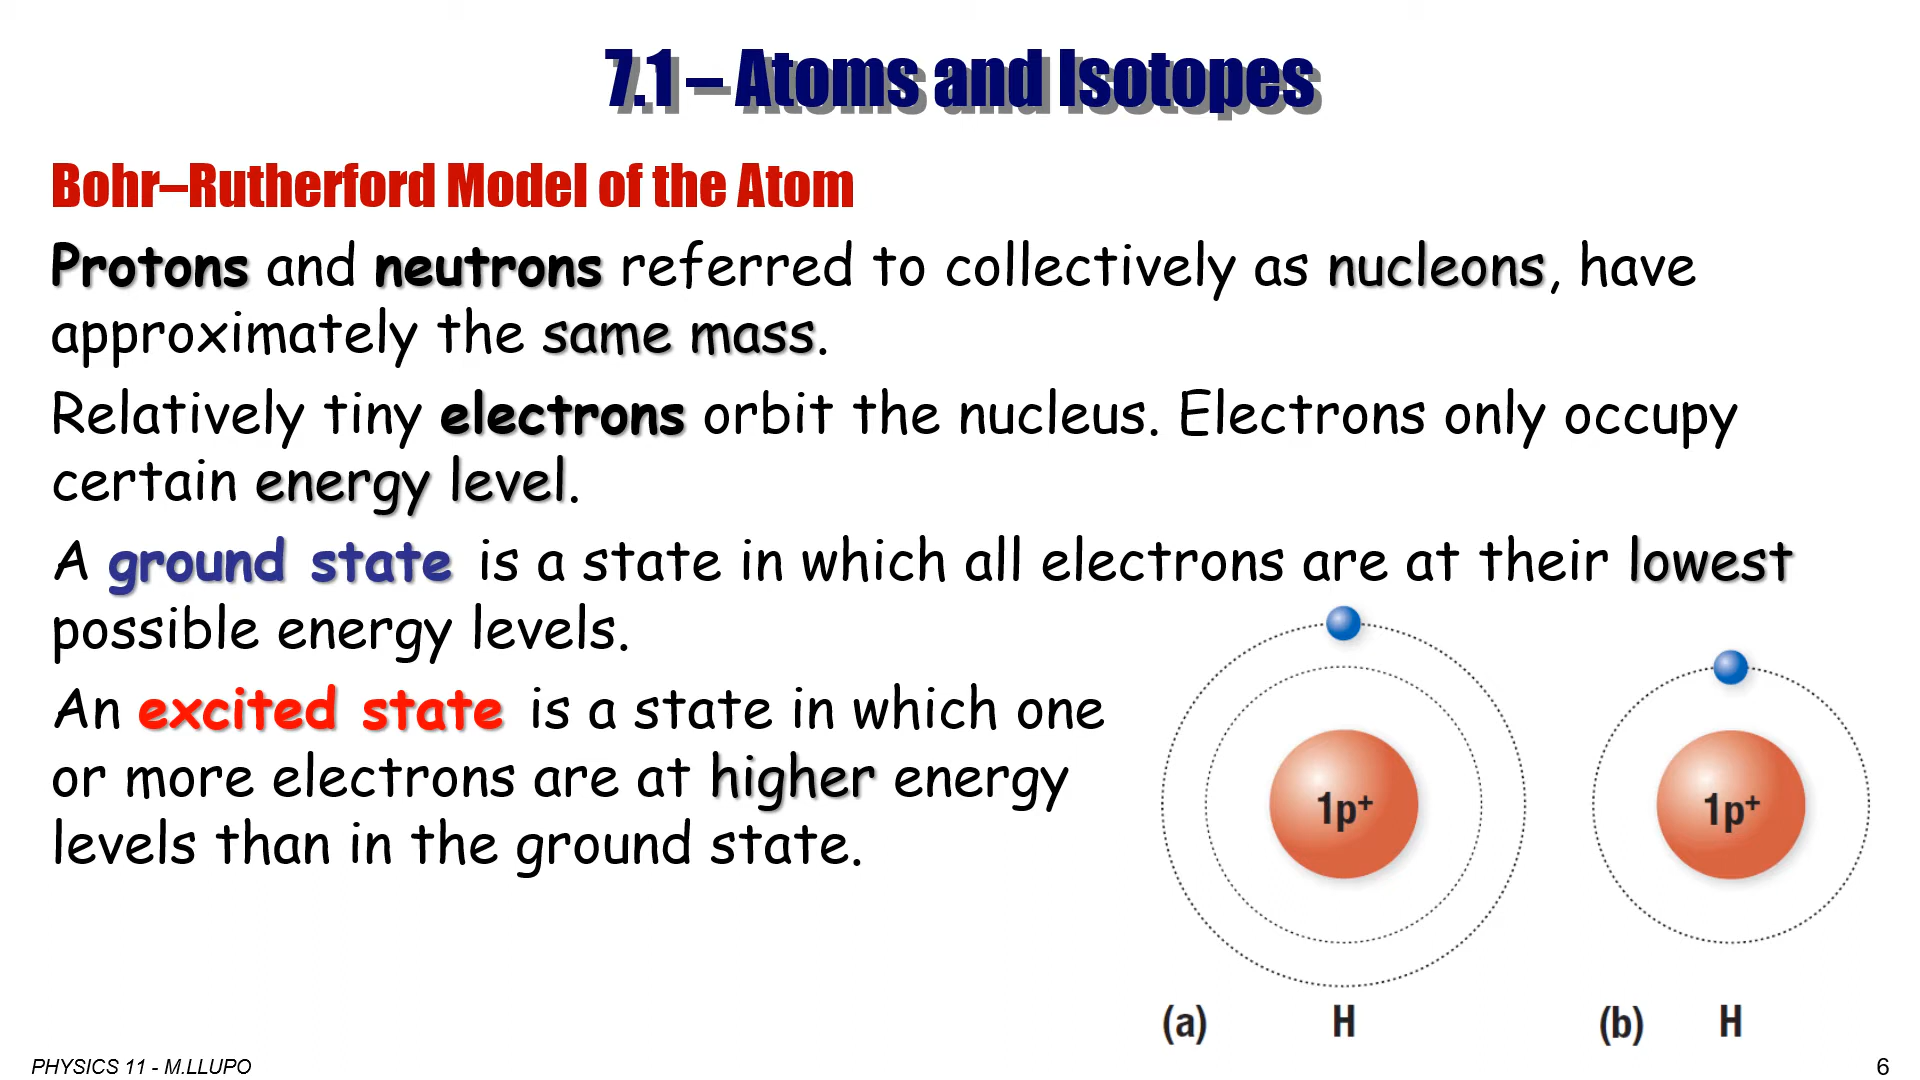 7.1 – Atoms and Isotopes
Bohr–Rutherford Model of the Atom
Protons and neutrons referred to collectively as nucleons, have
approximately the same mass.
Relatively tiny electrons orbit the nucleus. Electrons only occupy
certain energy level.
A ground state is a state in which all electrons are at their lowest
possible energy levels.
An excited state is a state in which one
or more electrons are at higher energy
levels than in the ground state.
1p⁺
1p⁺
(a) H
(b) H
PHYSICS 11 - M.LLUPO
6